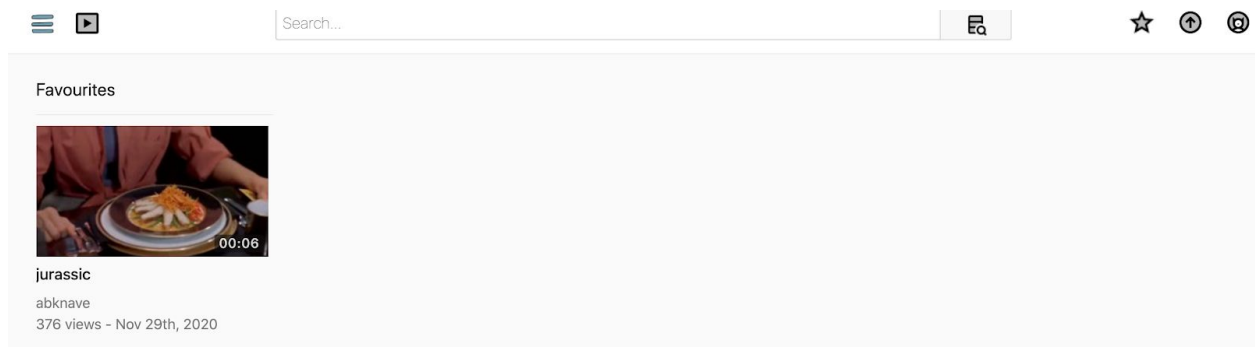 Search...
Favourites
00:06
jurassic
abknave
376 views - Nov 29th, 2020